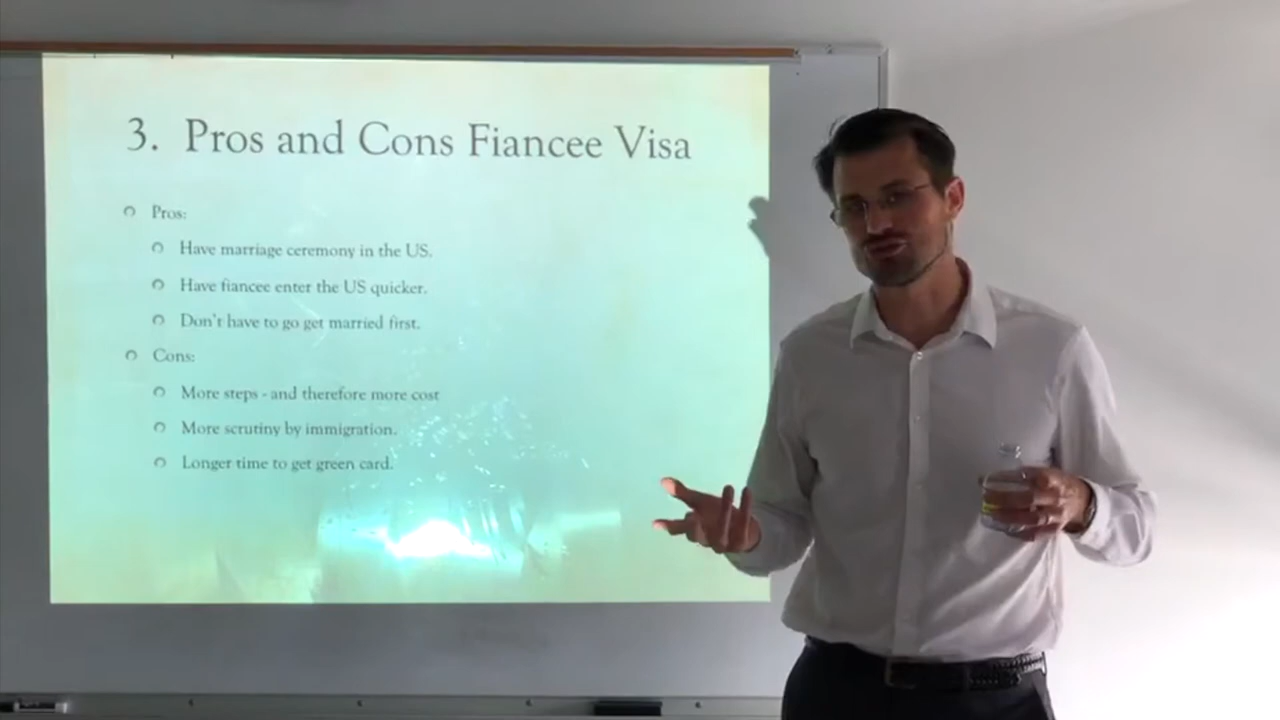 3. Pros and Cons Fiancee Visa
Pros:
Have marriage ceremony in the US.
Have fiancee enter the US quicker.
Don't have to go get married first.
Cons:
More steps - and therefore more cost
More scrutiny by immigration.
Longer time to get green card.